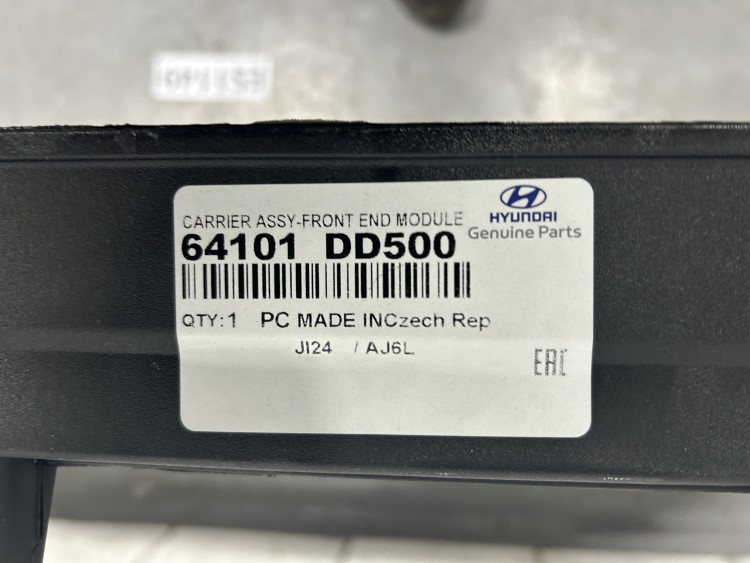 CARRIER ASSY-FRONT END MODULE
64101 DD500
HYUNDAI
Genuine Parts
QTY:1 PC MADE INCzech Rep
JI24 / AJ6L
EAC